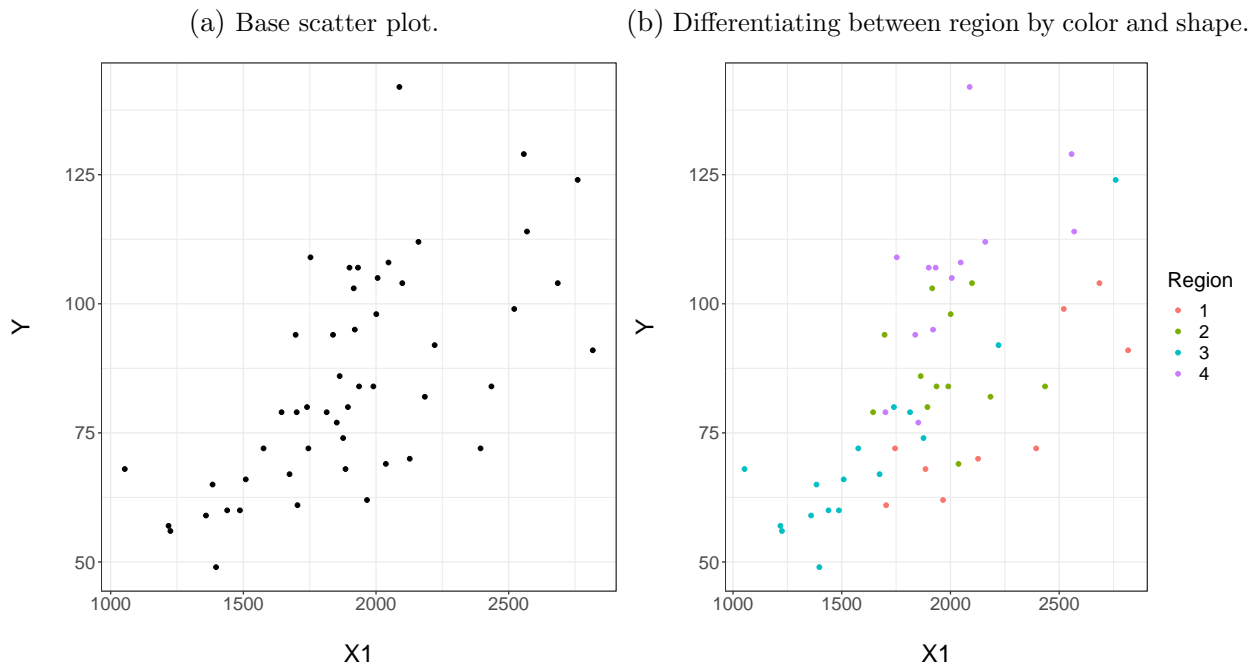 (a) Base scatter plot.
(b) Differentiating between region by color and shape.
Y
125
100
75
50
1000 1500 2000 2500
X1
Y
125
100
75
50
1000 1500 2000 2500
X1
Region
1
2
3
4